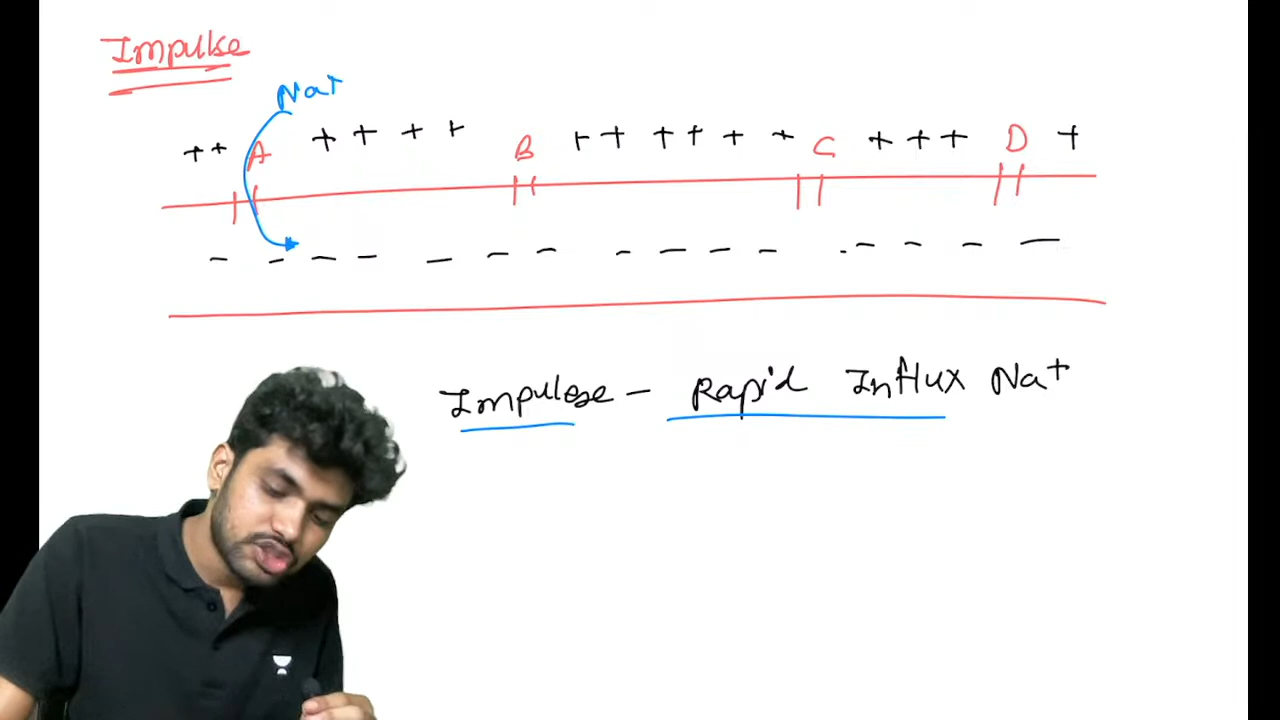 Impulse
Na+
++ A ++++ B ++ ++++ C +++ D +
- - - - - - - - - - - - - - - -
Impulse - Rapid Influx Na+